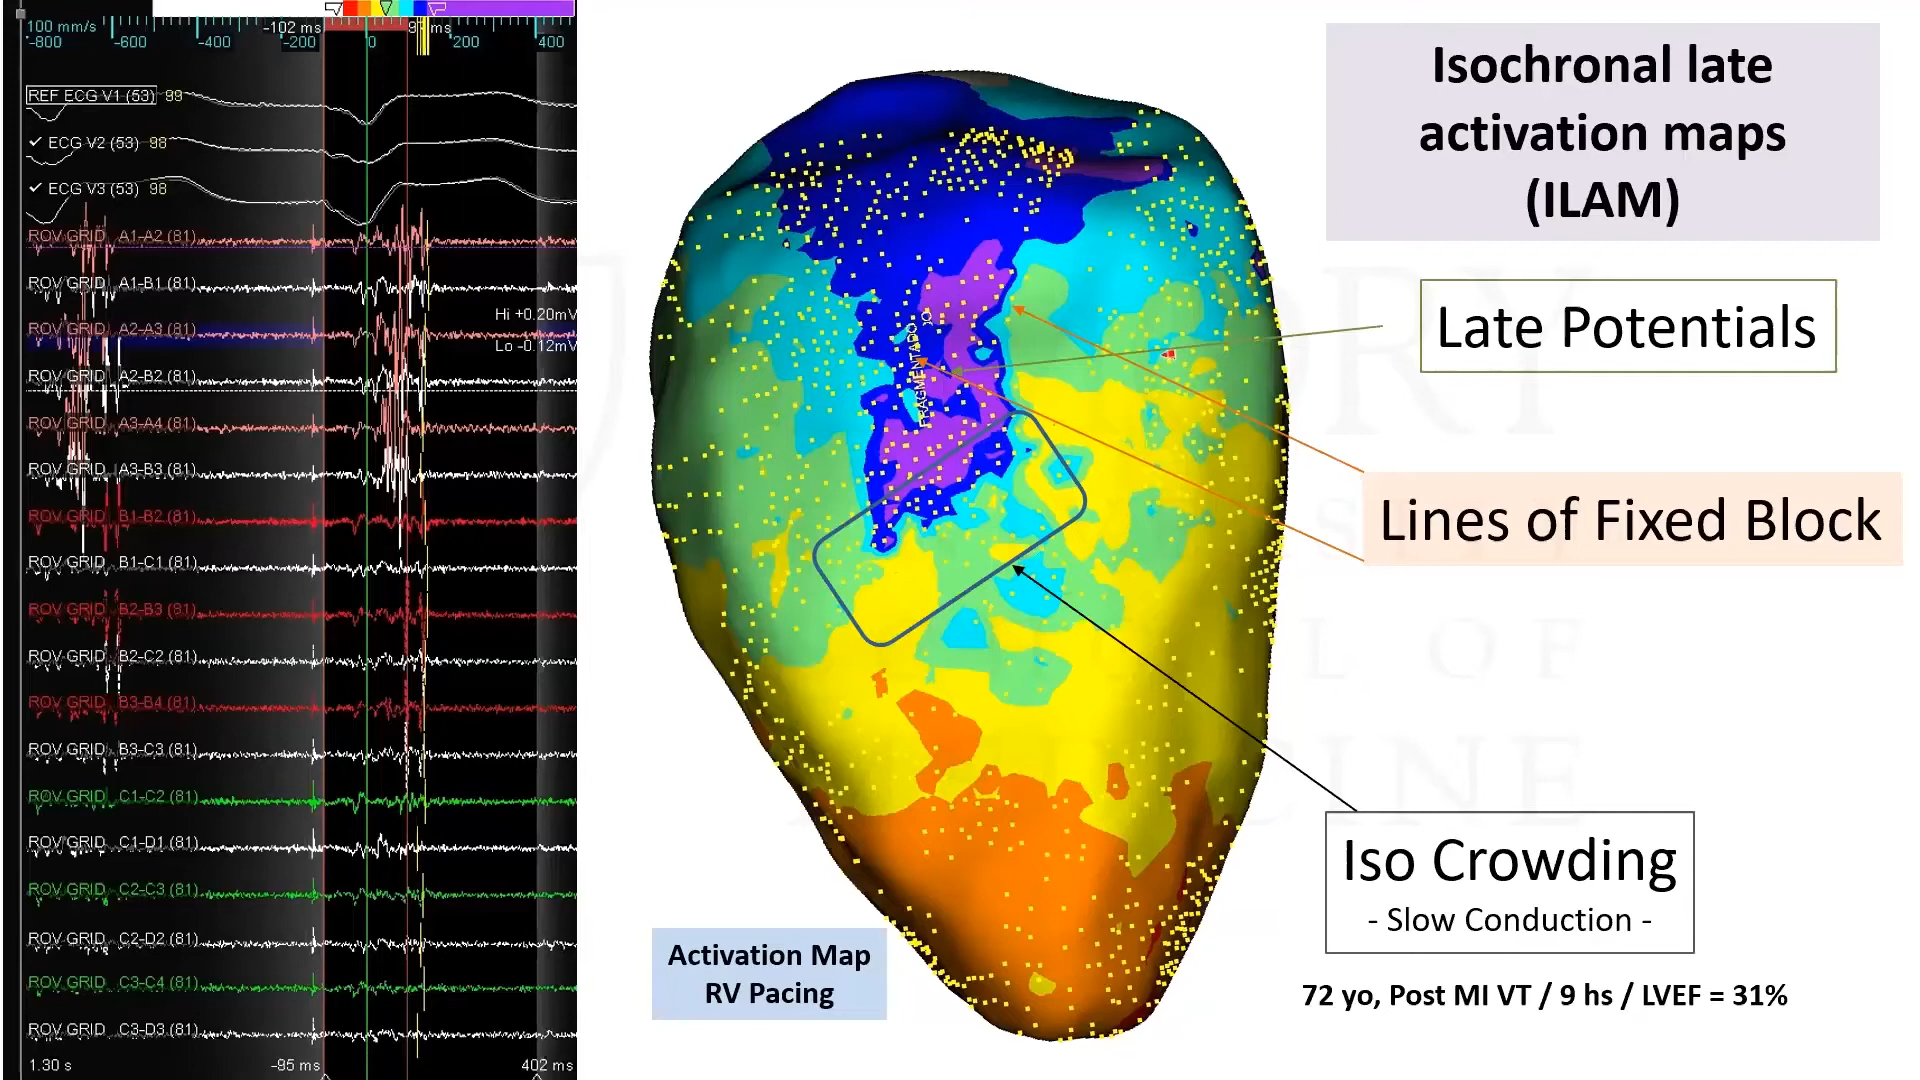 100 mm/s
-102 ms
97 ms
-800
-600
-400
-200
0
200
400
REF ECG V1 (53) 99
✓ ECG V2 (53) 98
✓ ECG V3 (53) 98
ROV GRID A1-A2 (81)
ROV GRID A1-B1 (81)
Hi +0.20mV
ROV GRID A2-A3 (81)
Lo -0.12mV
ROV GRID A2-B2 (81)
ROV GRID A3-A4 (81)
ROV GRID A3-B3 (81)
ROV GRID B1-B2 (81)
ROV GRID B1-C1 (81)
ROV GRID B2-B3 (81)
ROV GRID B2-C2 (81)
ROV GRID B3-B4 (81)
ROV GRID B3-C3 (81)
ROV GRID C1-C2 (81)
ROV GRID C1-D1 (81)
ROV GRID C2-C3 (81)
ROV GRID C2-D2 (81)
ROV GRID C3-C4 (81)
ROV GRID C3-D3 (81)
1.30 s
-95 ms
402 ms
FRAGMENTADO
Isochronal late
activation maps
(ILAM)
Late Potentials
Lines of Fixed Block
Iso Crowding
- Slow Conduction -
Activation Map
RV Pacing
72 yo, Post MI VT / 9 hs / LVEF = 31%